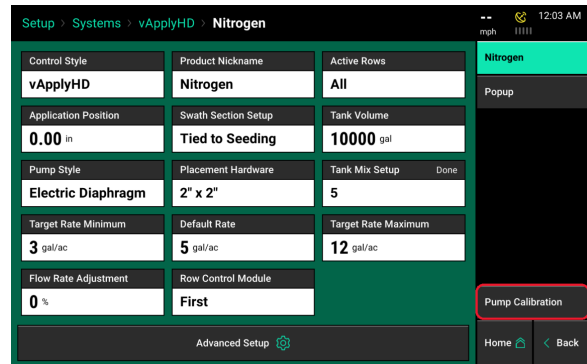 Setup > Systems > vApplyHD > Nitrogen
-- mph
12:03 AM
Control Style
vApplyHD
Product Nickname
Nitrogen
Active Rows
All
Application Position
0.00 in
Swath Section Setup
Tied to Seeding
Tank Volume
10000 gal
Pump Style
Electric Diaphragm
Placement Hardware
2" x 2"
Tank Mix Setup Done
5
Target Rate Minimum
3 gal/ac
Default Rate
5 gal/ac
Target Rate Maximum
12 gal/ac
Flow Rate Adjustment
0 %
Row Control Module
First
Advanced Setup
Nitrogen
Popup
Pump Calibration
Home
< Back